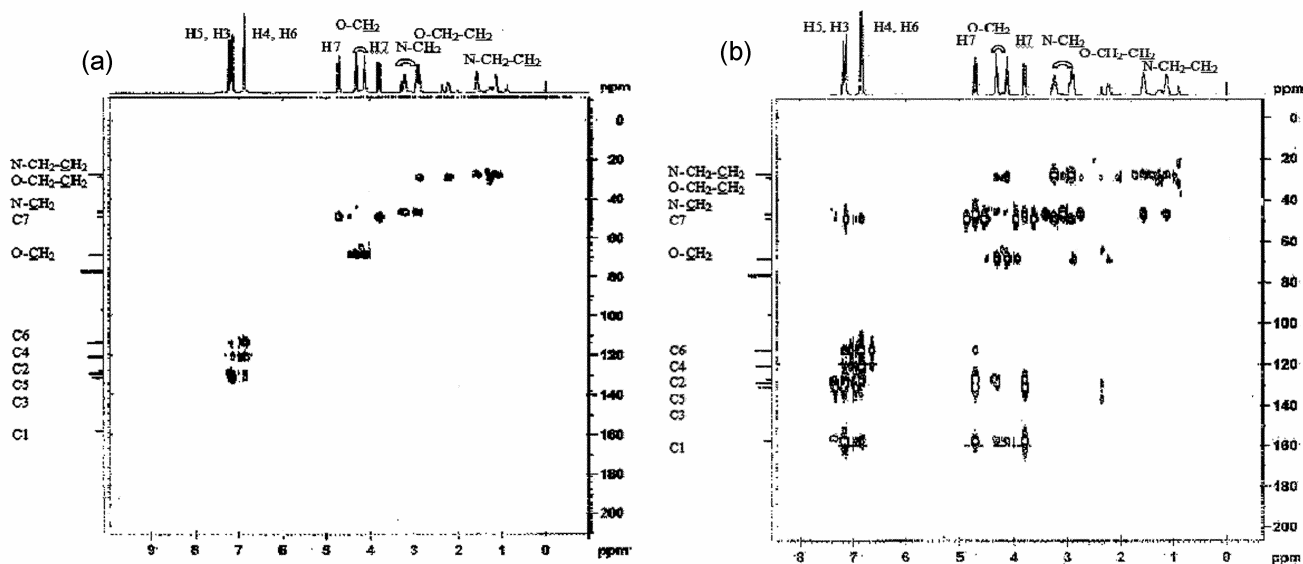 (a)
O-CH2
O-CH2-CH2
H5, H3
H4, H6
H7
H7
N-CH2
N-CH2-CH2
ppm
N-CH2-CH2
O-CH2-CH2
N-CH2
C7
O-CH2
C6
C4
C2
C5
C3
C1
0
20
40
60
80
100
120
140
160
180
200
9 8 7 6 5 4 3 2 1 0 ppm
(b)
H5, H3
H4, H6
O-CH2
H7
H7
N-CH2
O-CH2-CH2
N-CH2-CH2
ppm
N-CH2-CH2
O-CH2-CH2
N-CH2
C7
O-CH2
C6
C4
C2
C5
C3
C1
0
20
40
60
80
100
120
140
160
180
200
8 7 6 5 4 3 2 1 0 ppm